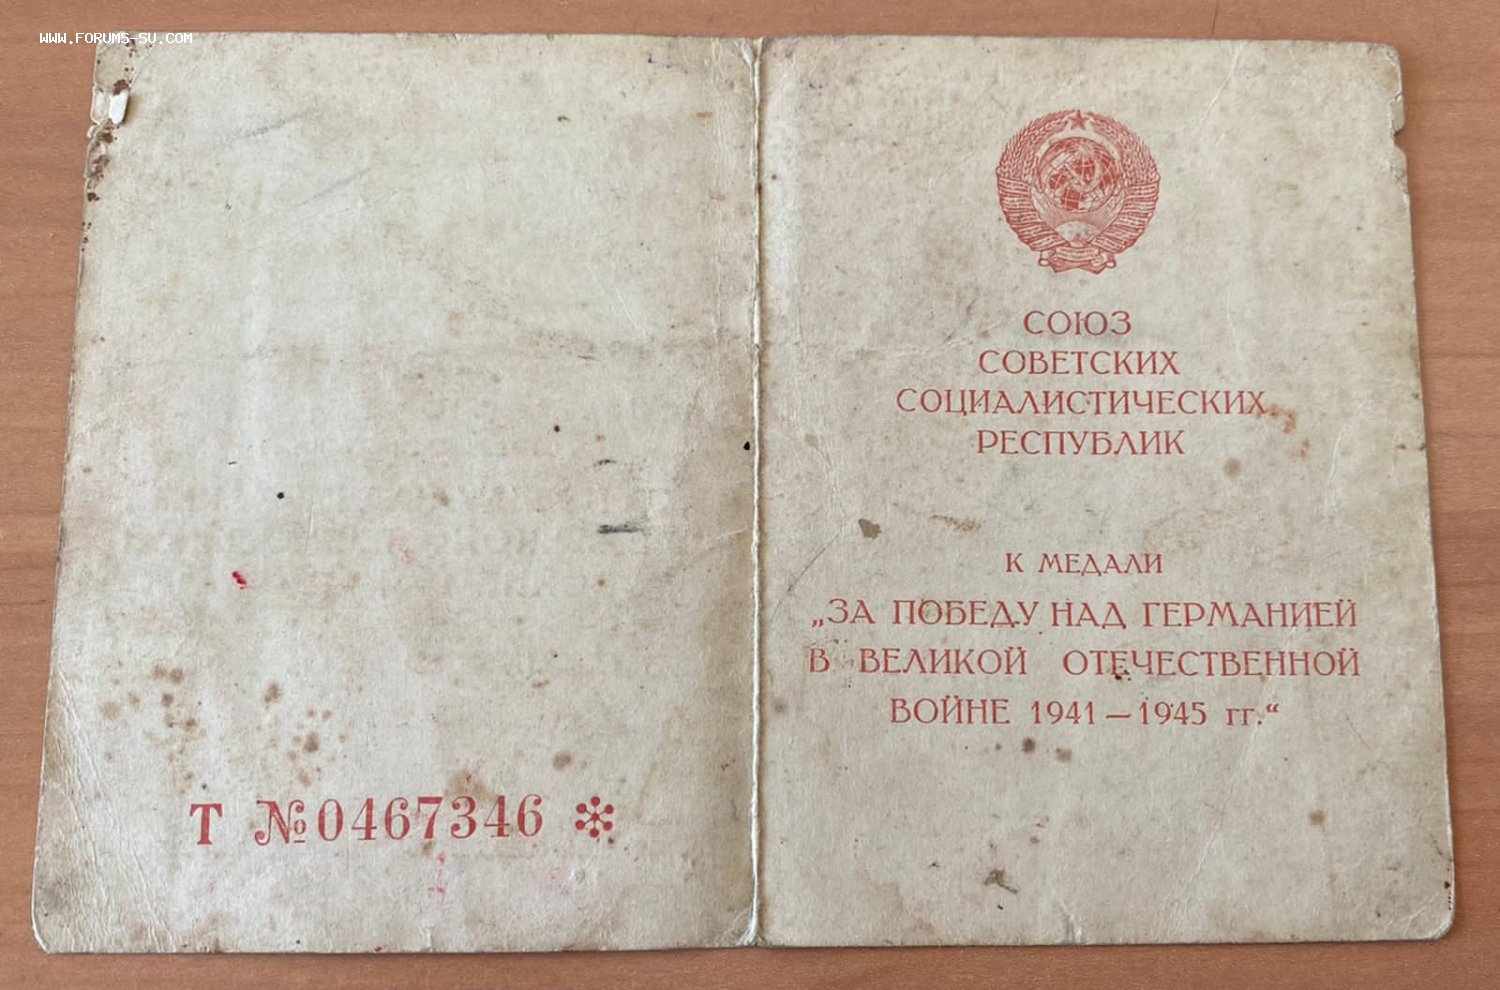 WWW.FORUMS-SU.COM
Т №0467346
СОЮЗ
СОВЕТСКИХ
СОЦИАЛИСТИЧЕСКИХ
РЕСПУБЛИК
К МЕДАЛИ
„ЗА ПОБЕДУ НАД ГЕРМАНИЕЙ
В ВЕЛИКОЙ ОТЕЧЕСТВЕННОЙ
ВОЙНЕ 1941—1945 гг.“